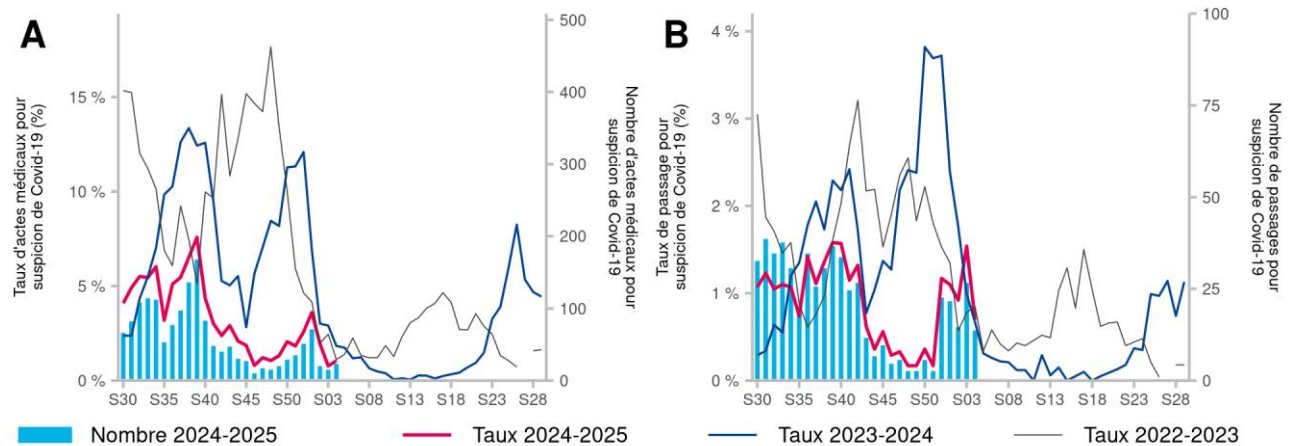 A
Taux d'actes médicaux pour
suspicion de Covid-19 (%)
15 %
10 %
5 %
0 %
500
400
300
200
100
0
Nombre d'actes médicaux pour
suspicion de Covid-19
S30 S35 S40 S45 S50 S03 S08 S13 S18 S23 S28
B
Taux de passage pour
suspicion de Covid-19 (%)
4 %
3 %
2 %
1 %
0 %
100
75
50
25
0
Nombre de passages pour
suspicion de Covid-19
S30 S35 S40 S45 S50 S03 S08 S13 S18 S23 S28
Nombre 2024-2025 Taux 2024-2025 Taux 2023-2024 Taux 2022-2023